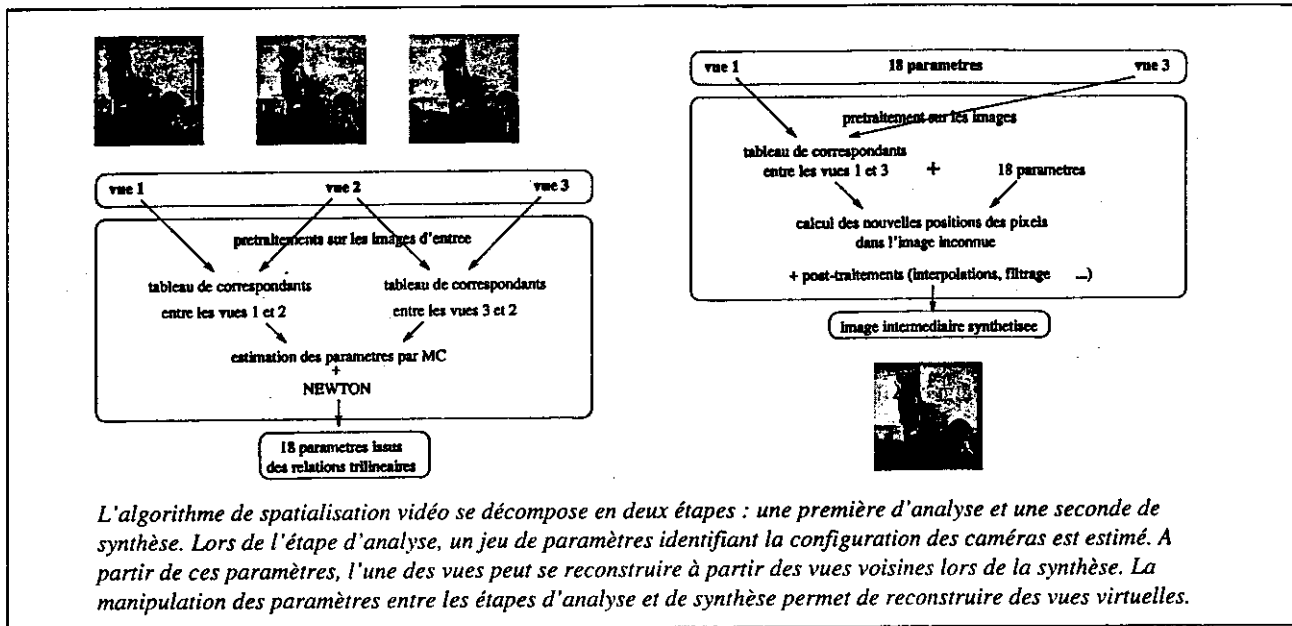 vue 1 vue 2 vue 3
pretraitements sur les images d'entree
tableau de correspondants tableau de correspondants
entre les vues 1 et 2 entre les vues 3 et 2
estimation des parametres par MC
+
NEWTON
18 parametres issus
des relations trilineaires
vue 1 18 parametres vue 3
pretraitement sur les images
tableau de correspondants
entre les vues 1 et 3 + 18 parametres
calcul des nouvelles positions des pixels
dans l'image inconnue
+ post-traitements (interpolations, filtrage ...)
image intermediaire synthetisee
L'algorithme de spatialisation vidéo se décompose en deux étapes : une première d'analyse et une seconde de
synthèse. Lors de l'étape d'analyse, un jeu de paramètres identifiant la configuration des caméras est estimé. A
partir de ces paramètres, l'une des vues peut se reconstruire à partir des vues voisines lors de la synthèse. La
manipulation des paramètres entre les étapes d'analyse et de synthèse permet de reconstruire des vues virtuelles.